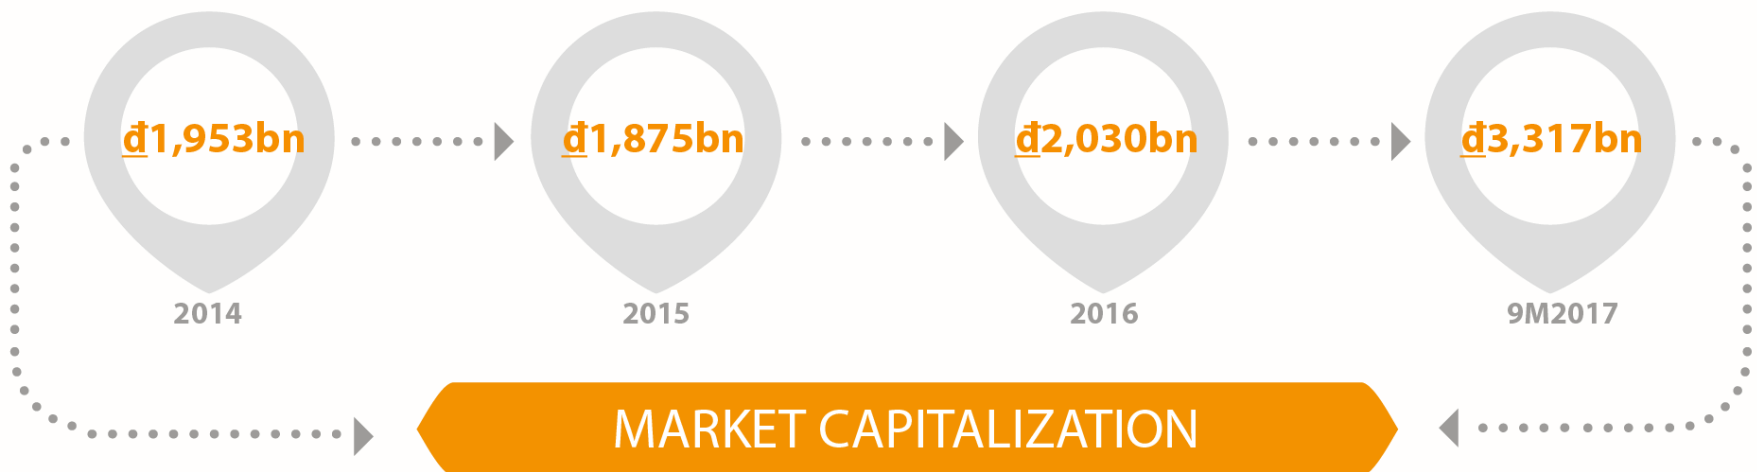 đ1,953bn
đ1,875bn
đ2,030bn
đ3,317bn
2014
2015
2016
9M2017
MARKET CAPITALIZATION